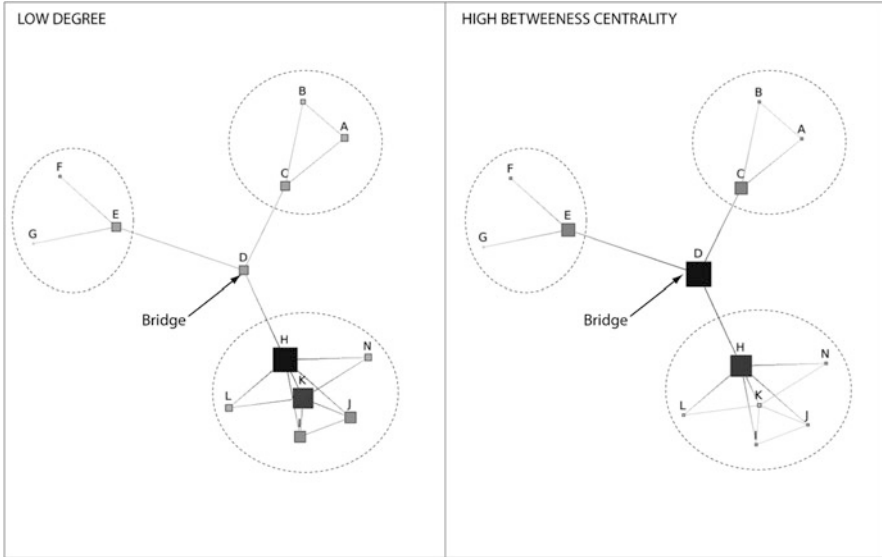 LOW DEGREE
B
A
C
F
E
G
D
Bridge
H
N
K
L
J
I
HIGH BETWEENESS CENTRALITY
B
A
C
F
E
G
D
Bridge
H
N
K
L
J
I